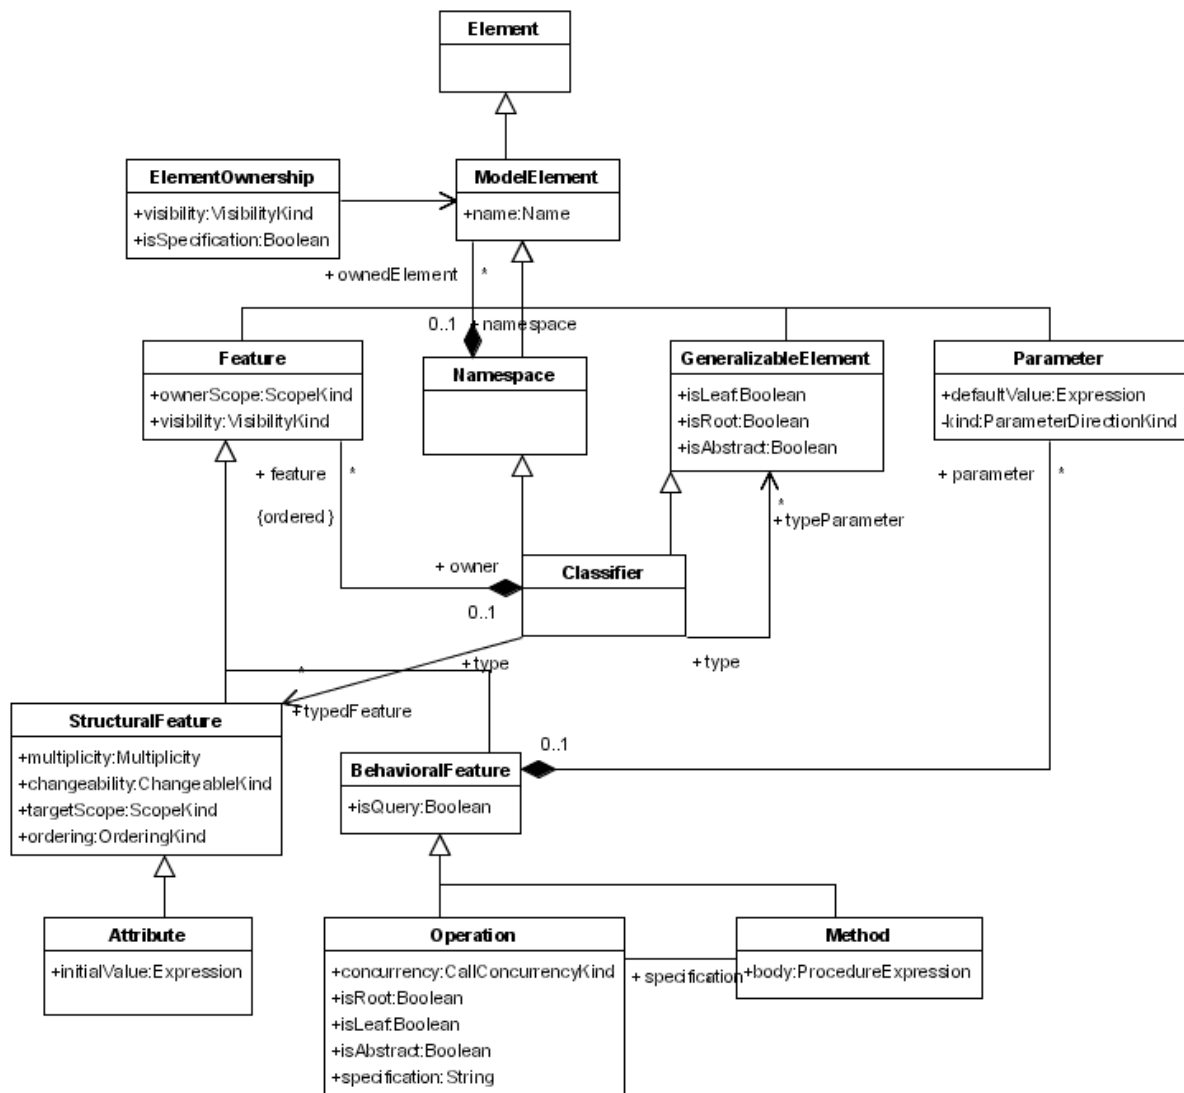 Element
ElementOwnership
+visibility:VisibilityKind
+isSpecification:Boolean
ModelElement
+name:Name
+ ownedElement
*
0..1
+ namespace
Feature
+ownerScope:ScopeKind
+visibility:VisibilityKind
Namespace
GeneralizableElement
+isLeaf:Boolean
+isRoot:Boolean
+isAbstract:Boolean
Parameter
+defaultValue:Expression
-kind:ParameterDirectionKind
+ feature
*
{ordered}
+ parameter
*
*
+typeParameter
+ owner
0..1
Classifier
+type
+type
*
+typedFeature
StructuralFeature
+multiplicity:Multiplicity
+changeability:ChangeableKind
+targetScope:ScopeKind
+ordering:OrderingKind
0..1
BehavioralFeature
+isQuery:Boolean
Attribute
+initialValue:Expression
Operation
+concurrency:CallConcurrencyKind
+isRoot:Boolean
+isLeaf:Boolean
+isAbstract:Boolean
+specification:String
+ specification
Method
+body:ProcedureExpression